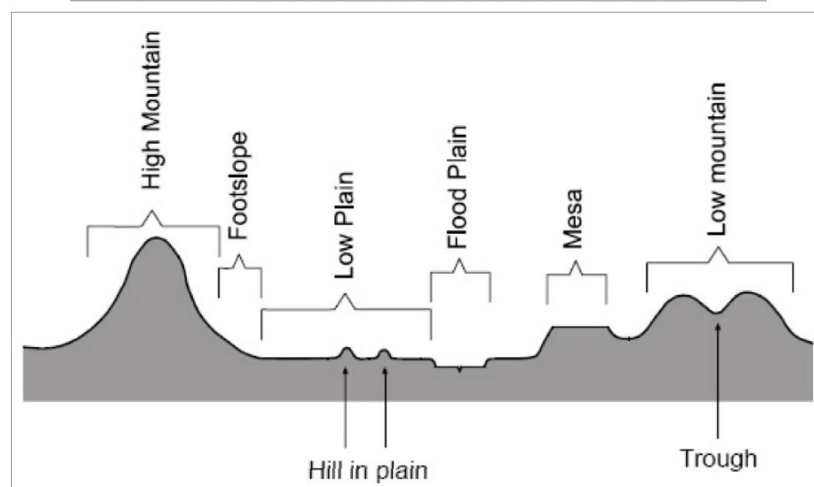 High Mountain
Footslope
Low Plain
Flood Plain
Mesa
Low mountain
Hill in plain
Trough